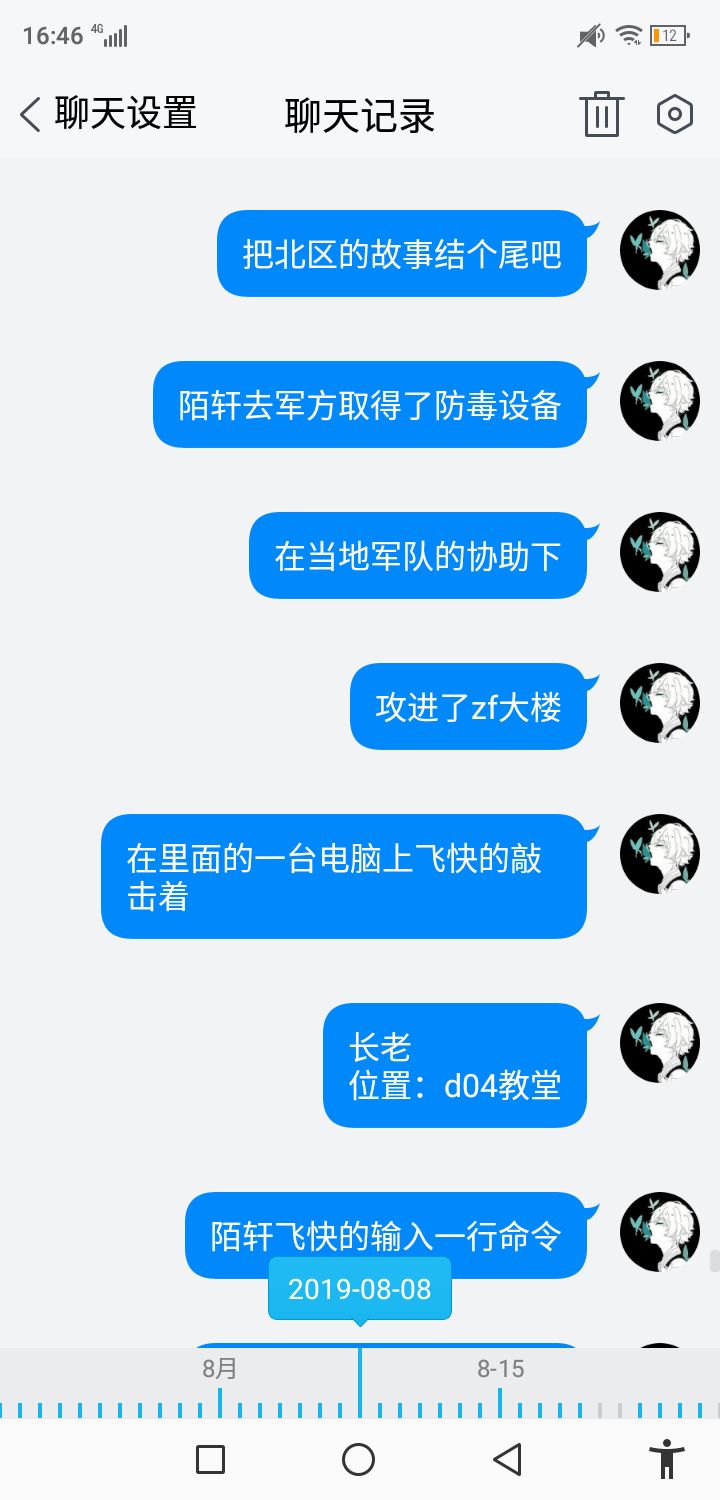 16:46 4G 12
聊天设置 聊天记录
把北区的故事结个尾吧
陌轩去军方取得了防毒设备
在当地军队的协助下
攻进了zf大楼
在里面的一台电脑上飞快的敲
击着
长老
位置：d04教堂
陌轩飞快的输入一行命令
2019-08-08
8月 8-15